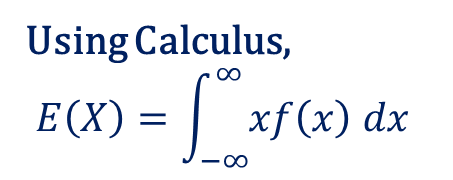 Using Calculus,
E(X) = ∫_{-∞}^{∞} xf(x) dx